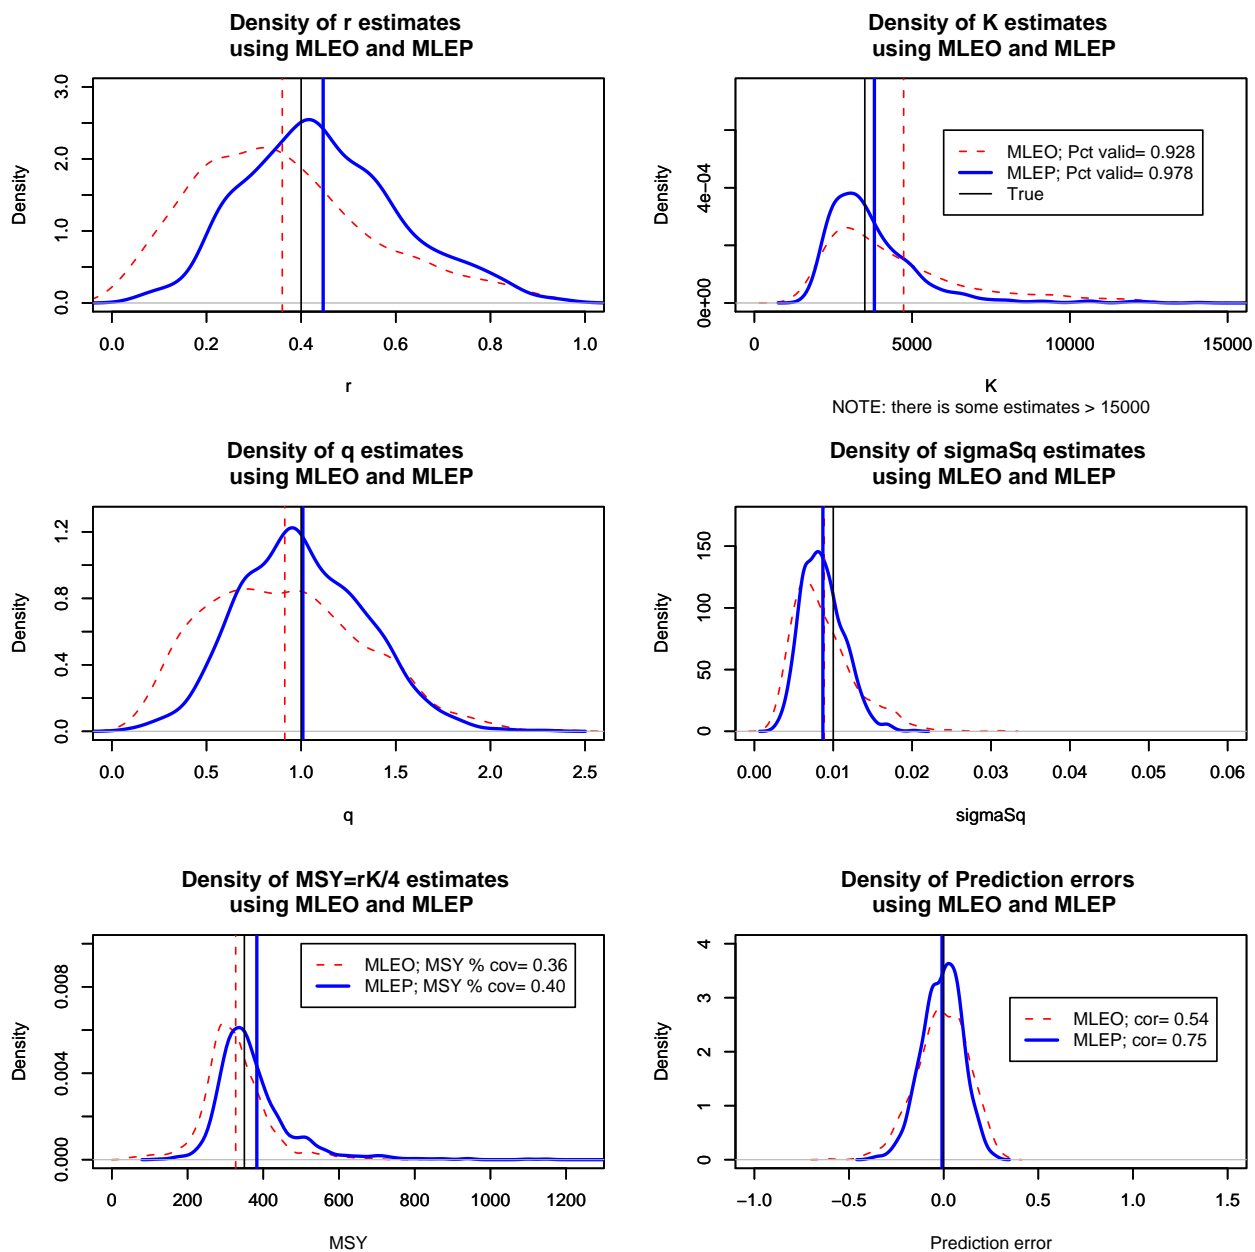 Density of r estimates
using MLEO and MLEP
Density
0.0 1.0 2.0 3.0
0.0 0.2 0.4 0.6 0.8 1.0
r
Density of K estimates
using MLEO and MLEP
Density
0e+00 4e−04
MLEO; Pct valid= 0.928
MLEP; Pct valid= 0.978
True
0 5000 10000 15000
K
NOTE: there is some estimates > 15000
Density of q estimates
using MLEO and MLEP
Density
0.0 0.4 0.8 1.2
0.0 0.5 1.0 1.5 2.0 2.5
q
Density of sigmaSq estimates
using MLEO and MLEP
Density
0 50 100 150
0.00 0.01 0.02 0.03 0.04 0.05 0.06
sigmaSq
Density of MSY=rK/4 estimates
using MLEO and MLEP
Density
0.000 0.004 0.008
MLEO; MSY % cov= 0.36
MLEP; MSY % cov= 0.40
0 200 400 600 800 1000 1200
MSY
Density of Prediction errors
using MLEO and MLEP
Density
0 1 2 3 4
MLEO; cor= 0.54
MLEP; cor= 0.75
−1.0 −0.5 0.0 0.5 1.0 1.5
Prediction error